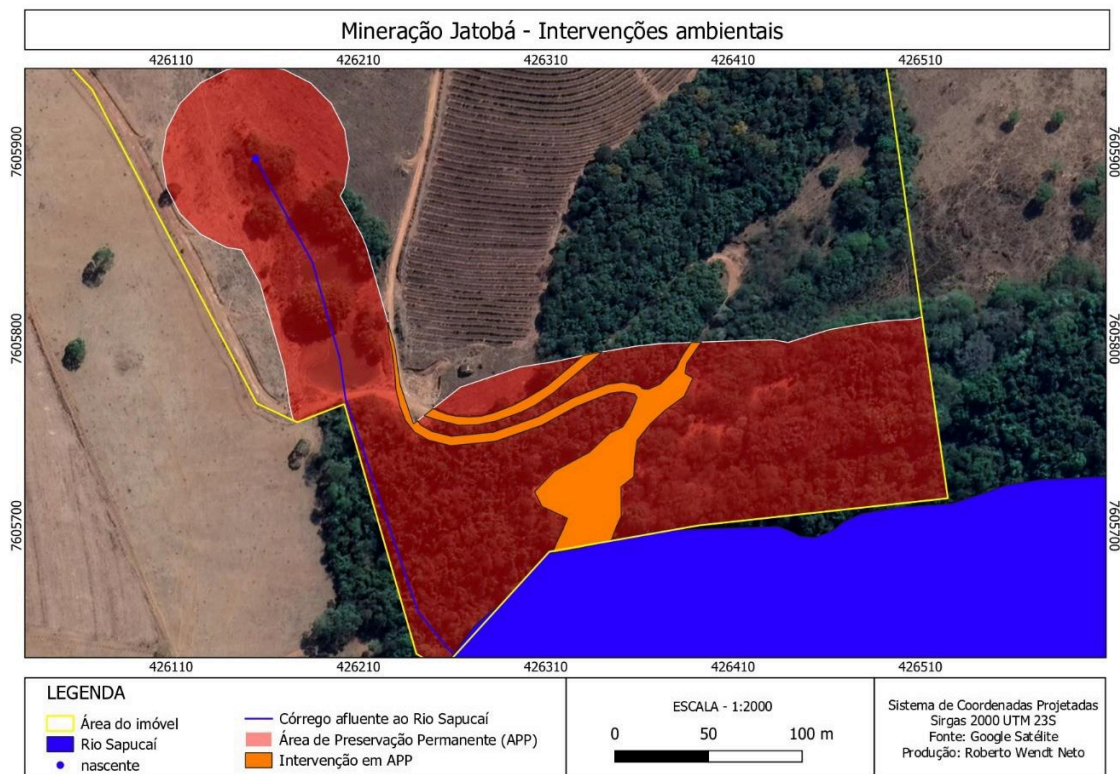 Mineração Jatobá - Intervenções ambientais
426110 426210 426310 426410 426510
7605900 7605900
7605800 7605800
7605700 7605700
426110 426210 426310 426410 426510
LEGENDA
Área do imóvel
Rio Sapucaí
nascente
Córrego afluente ao Rio Sapucaí
Área de Preservação Permanente (APP)
Intervenção em APP
ESCALA - 1:2000
0 50 100 m
Sistema de Coordenadas Projetadas
Sirgas 2000 UTM 23S
Fonte: Google Satélite
Produção: Roberto Wendt Neto